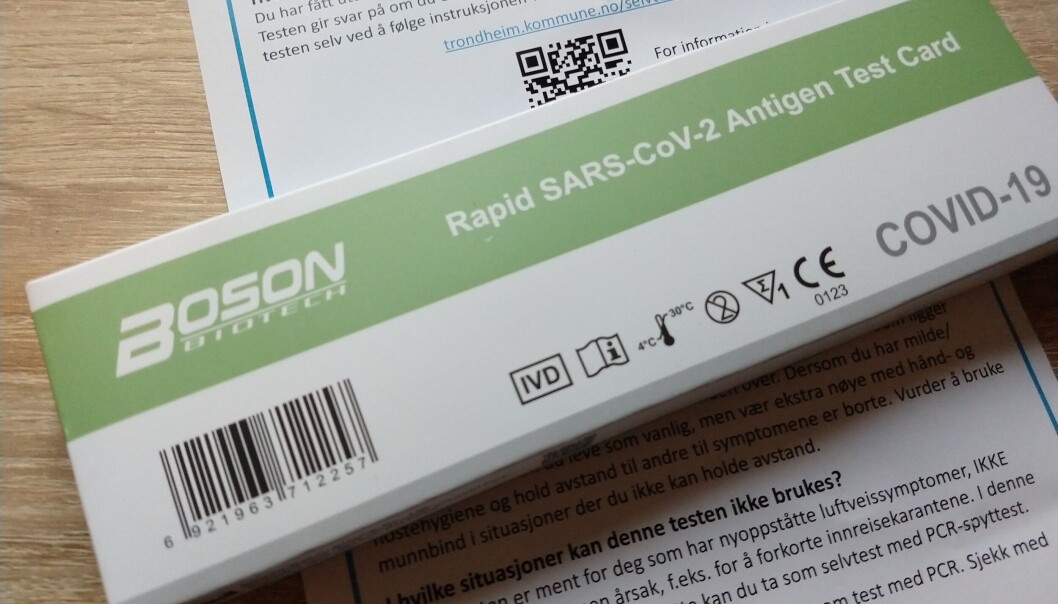 Du har fått
Testen gir svar på om du
testen selv ved å følge instruksjonen
trondheim.kommune.no/selv
For information
Rapid SARS-CoV-2 Antigen Test Card
BOSON
BIOTECH
COVID-19
IVD
4°C
30°C
2
Σ
1
CE
0123
6 921963 712257
ligger
over. Dersom du har milde/
leve som vanlig, men vær ekstra nøye med hånd- og
hostehygiene og hold avstand til andre til symptomene er borte. Vurder å bruke
munnbind i situasjoner der du ikke kan holde avstand.
hvilke situasjoner kan denne testen ikke brukes?
er ment for deg som har nyoppståtte luftveissymptomer, IKKE
årsak, f.eks. for å forkorte innreisekarantene. I denne
kan du ta som selvtest med PCR-spyttest.
test med PCR. Sjekk med